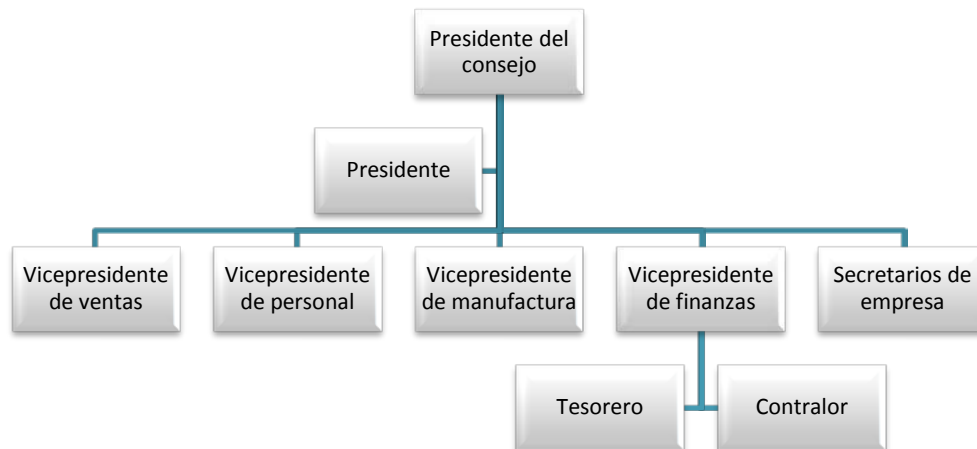 Presidente del
consejo
Presidente
Vicepresidente
de ventas
Vicepresidente
de personal
Vicepresidente
de manufactura
Vicepresidente
de finanzas
Secretarios de
empresa
Tesorero
Contralor